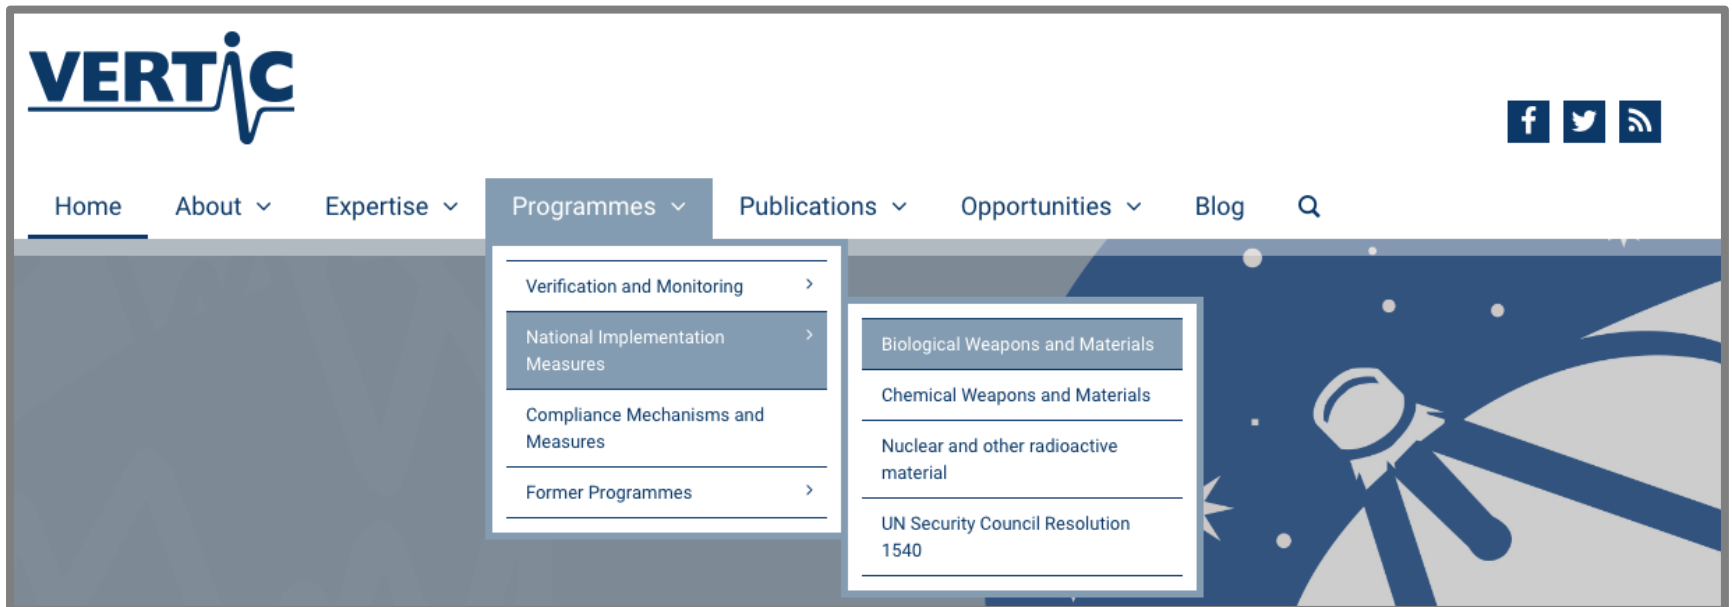 VERTIC
Home
About
Expertise
Programmes
Publications
Opportunities
Blog
Verification and Monitoring
National Implementation
Measures
Compliance Mechanisms and
Measures
Former Programmes
Biological Weapons and Materials
Chemical Weapons and Materials
Nuclear and other radioactive
material
UN Security Council Resolution
1540